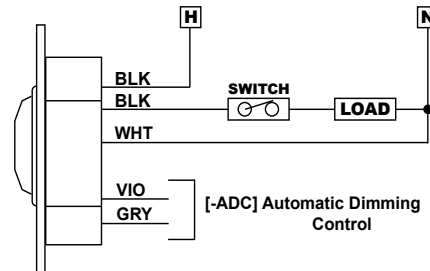 H
N
BLK
BLK
SWITCH
LOAD
WHT
VIO
GRY
[-ADC] Automatic Dimming
Control